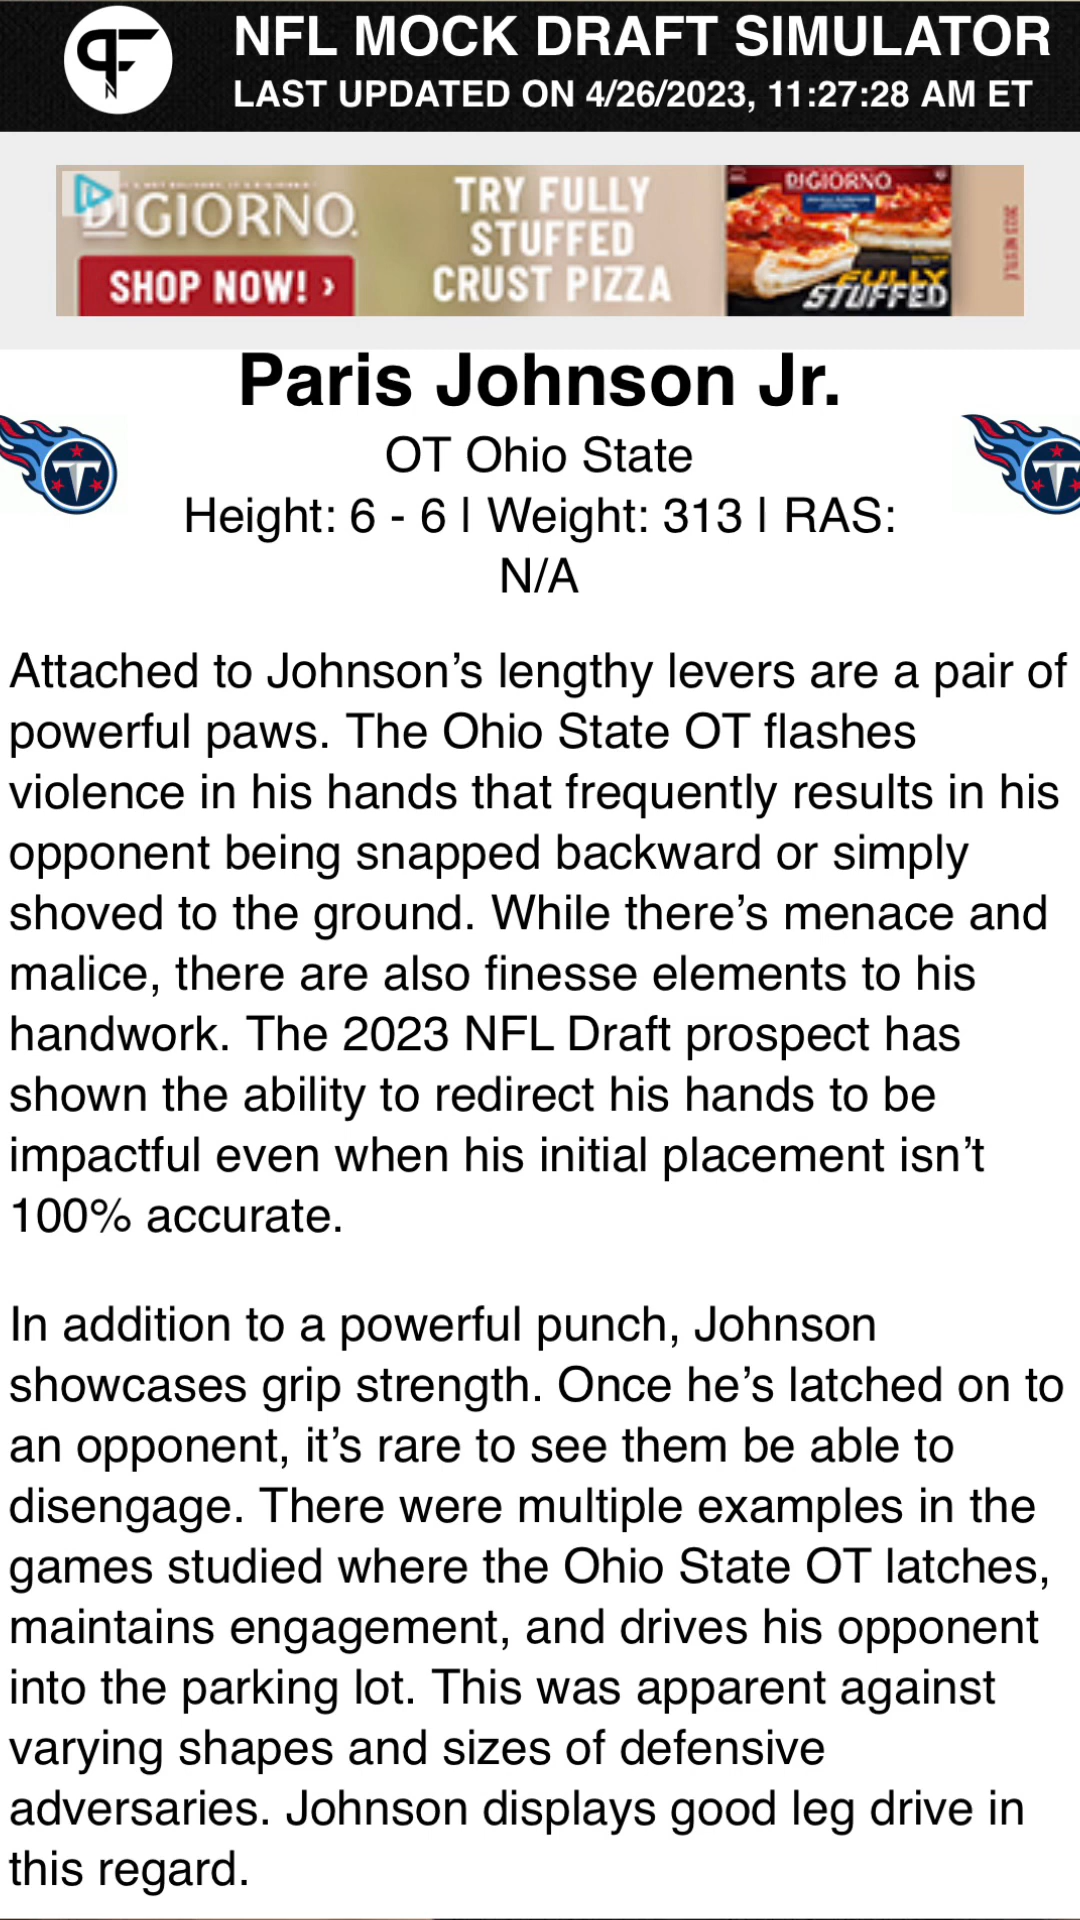 NFL MOCK DRAFT SIMULATOR
LAST UPDATED ON 4/26/2023, 11:27:28 AM ET
DIGIORNO.
SHOP NOW! ›
TRY FULLY
STUFFED
CRUST PIZZA
DIGIORNO
FULLY
STUFFED
Paris Johnson Jr.
OT Ohio State
Height: 6 - 6 | Weight: 313 | RAS:
N/A
Attached to Johnson’s lengthy levers are a pair of
powerful paws. The Ohio State OT flashes
violence in his hands that frequently results in his
opponent being snapped backward or simply
shoved to the ground. While there’s menace and
malice, there are also finesse elements to his
handwork. The 2023 NFL Draft prospect has
shown the ability to redirect his hands to be
impactful even when his initial placement isn’t
100% accurate.
In addition to a powerful punch, Johnson
showcases grip strength. Once he’s latched on to
an opponent, it’s rare to see them be able to
disengage. There were multiple examples in the
games studied where the Ohio State OT latches,
maintains engagement, and drives his opponent
into the parking lot. This was apparent against
varying shapes and sizes of defensive
adversaries. Johnson displays good leg drive in
this regard.